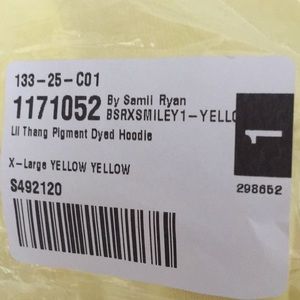 133-25-C01
1171052 By Samii Ryan
BSRXSMILEY1-YELLO
Lil Thang Pigment Dyed Hoodie
X-Large YELLOW YELLOW
S492120
1
298652